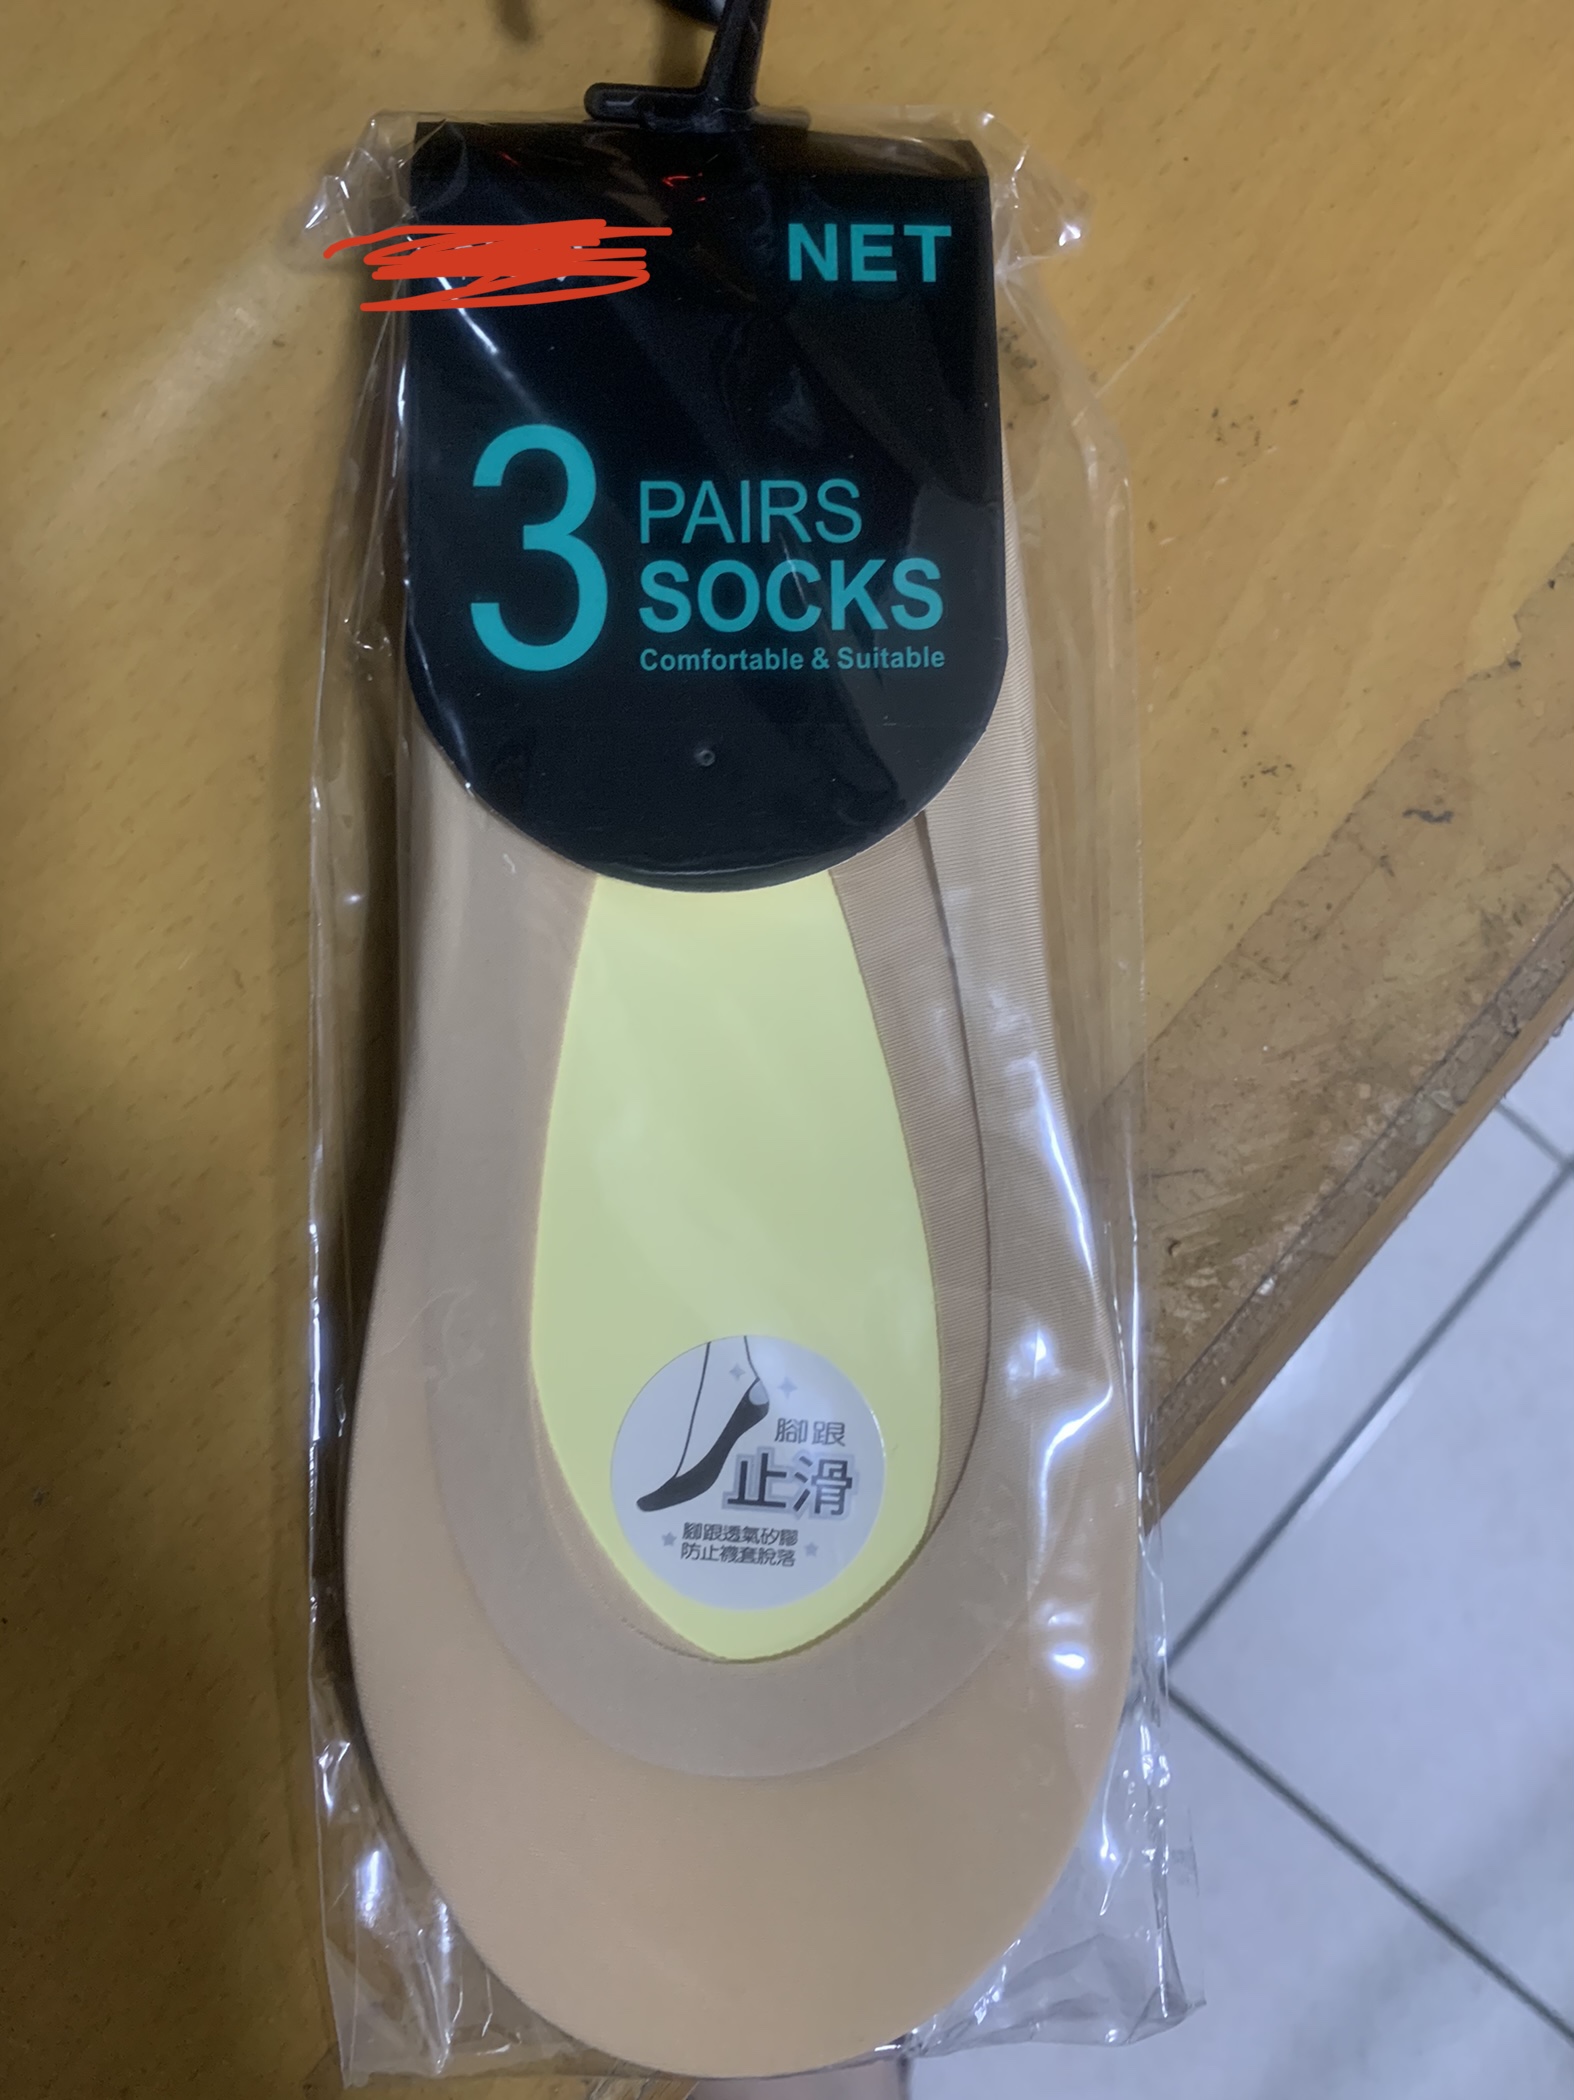 NET
3 PAIRS
SOCKS
Comfortable & Suitable
腳跟
止滑
腳跟透氣矽膠
防止襪套脫落